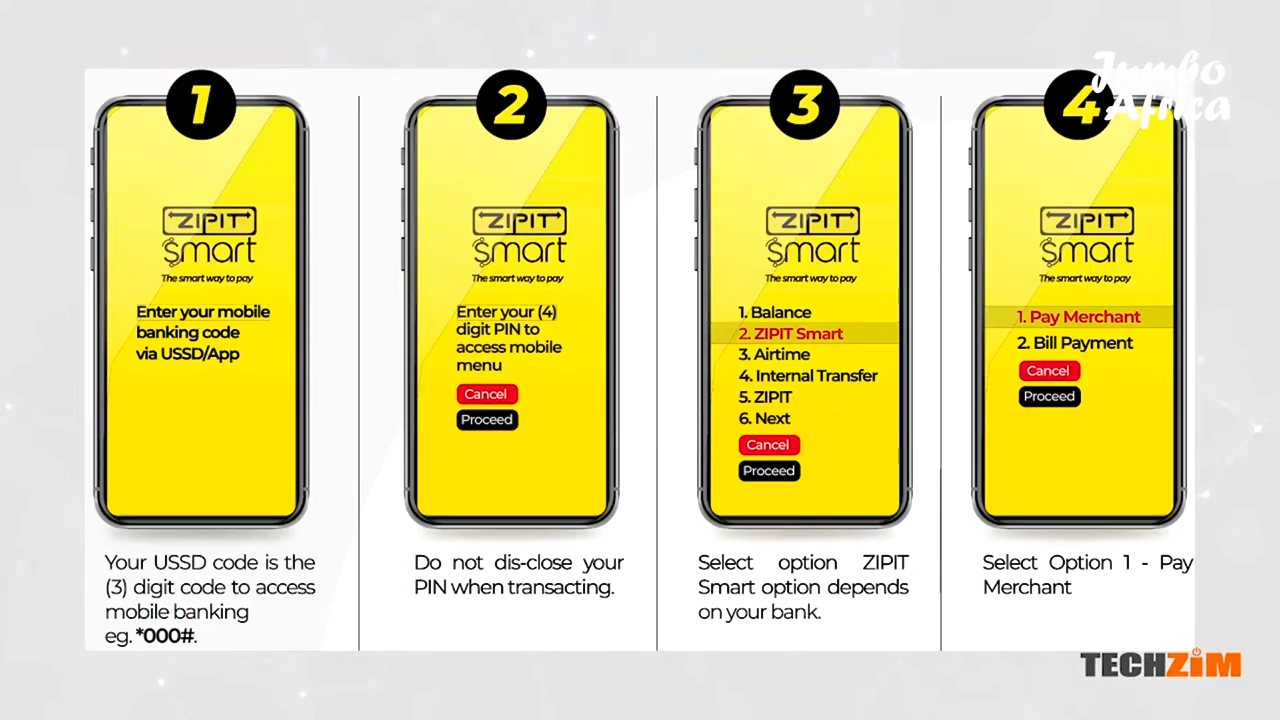 1
ZIPIT
$mart
The smart way to pay
Enter your mobile
banking code
via USSD/App
Your USSD code is the
(3) digit code to access
mobile banking
eg. *000#.
2
ZIPIT
$mart
The smart way to pay
Enter your (4)
digit PIN to
access mobile
menu
Cancel
Proceed
Do not dis-close your
PIN when transacting.
3
ZIPIT
$mart
The smart way to pay
1. Balance
2. ZIPIT Smart
3. Airtime
4. Internal Transfer
5. ZIPIT
6. Next
Cancel
Proceed
Select option ZIPIT
Smart option depends
on your bank.
4
Jumbo
Africa
ZIPIT
$mart
The smart way to pay
1. Pay Merchant
2. Bill Payment
Cancel
Proceed
Select Option 1 - Pay
Merchant
TECHZiM